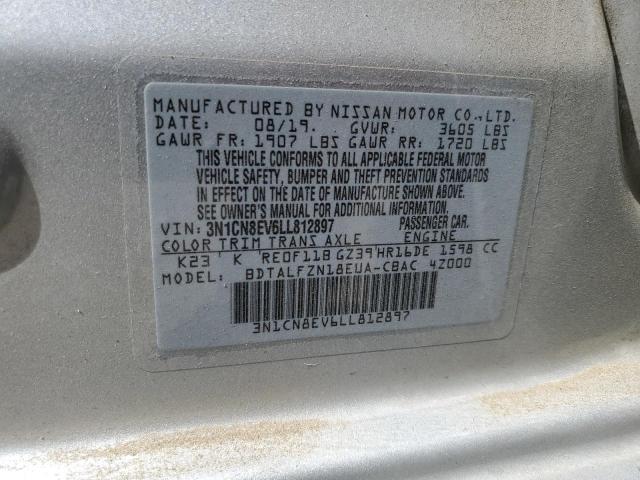 MANUFACTURED BY NISSAN MOTOR CO.,LTD.
DATE: 08/19. GVWR: 3605 LBS
GAWR FR: 1907 LBS GAWR RR: 1720 LBS
THIS VEHICLE CONFORMS TO ALL APPLICABLE FEDERAL MOTOR
VEHICLE SAFETY, BUMPER AND THEFT PREVENTION STANDARDS
IN EFFECT ON THE DATE OF MANUFACTURE SHOWN ABOVE.
SEE OWNER'S MANUAL FOR ADDITIONAL INFORMATION.
VIN: 3N1CN8EV6LL812897 PASSENGER CAR.
COLOR TRIM TRANS AXLE ENGINE
K23 K RE0F11B GZ39 HR16DE 1598 CC
MODEL BDTALFZN18EUA-CBAC 4Z000
3N1CN8EV6LL812897